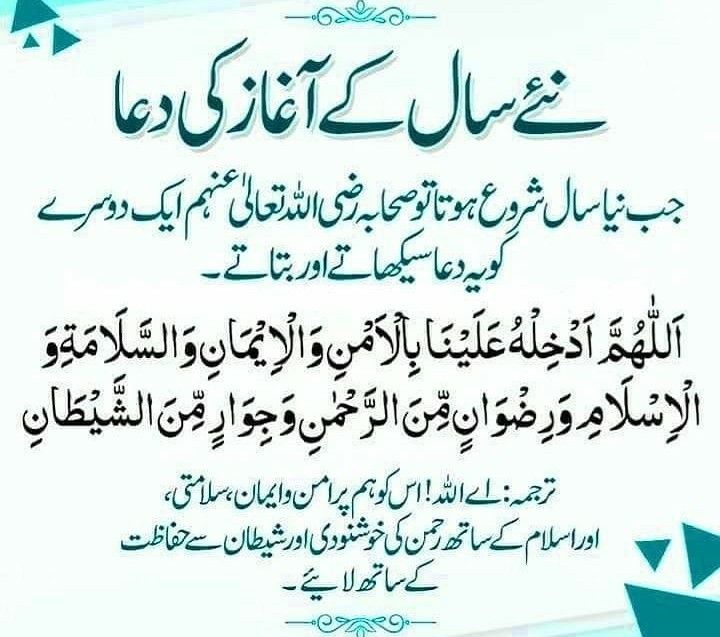 نئے سال کے آغاز کی دعا
جب نیا سال شروع ہوتا تو صحابہ رضی اللہ تعالیٰ عنہم ایک دوسرے
کو یہ دعا سیکھاتے اور بتاتے۔
اَللّٰهُمَّ اَدْخِلْهُ عَلَيْنَا بِالْاَمْنِ وَالْاِيْمَانِ وَالسَّلَامَةِ وَ
الْاِسْلَامِ وَرِضْوَانٍ مِّنَ الرَّحْمٰنِ وَجِوَارٍ مِّنَ الشَّيْطَانِ
ترجمہ: اے اللہ! اس کو ہم پر امن و ایمان، سلامتی،
اور اسلام کے ساتھ رحمن کی خوشنودی اور شیطان سے حفاظت
کے ساتھ لائیے۔